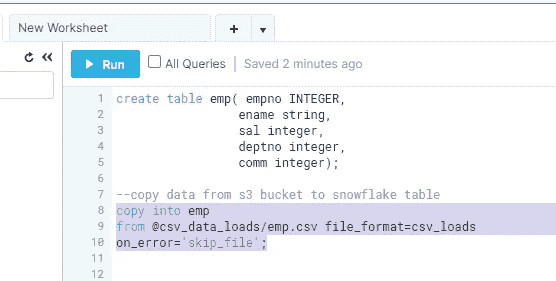 New Worksheet
Run All Queries Saved 2 minutes ago
1 create table emp( empno INTEGER,
2 ename string,
3 sal integer,
4 deptno integer,
5 comm integer);
6
7 --copy data from s3 bucket to snowflake table
8 copy into emp
9 from @csv_data_loads/emp.csv file_format=csv_loads
10 on_error='skip_file';
11
12